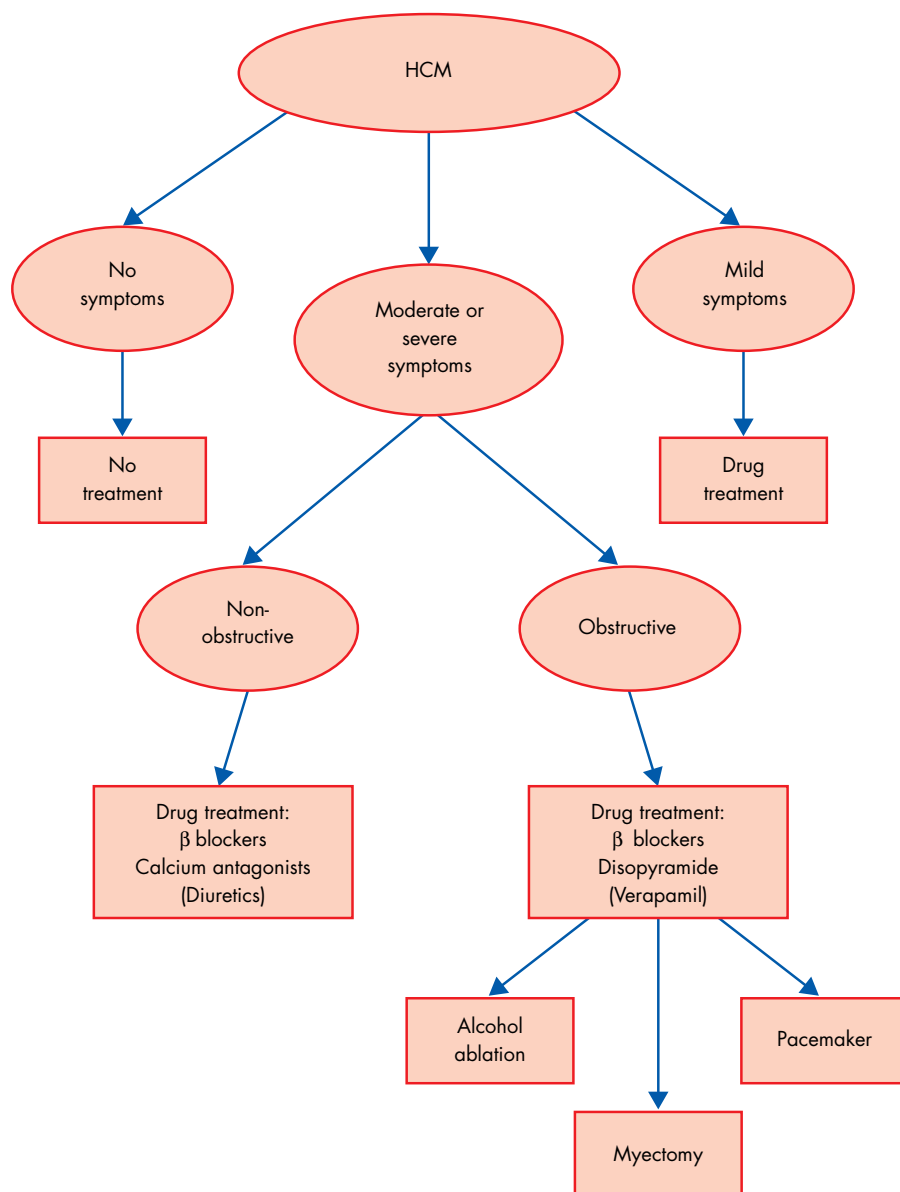 HCM
No
symptoms
Moderate or
severe
symptoms
Mild
symptoms
No
treatment
Drug
treatment
Non-
obstructive
Obstructive
Drug treatment:
β blockers
Calcium antagonists
(Diuretics)
Drug treatment:
β blockers
Disopyramide
(Verapamil)
Alcohol
ablation
Pacemaker
Myectomy